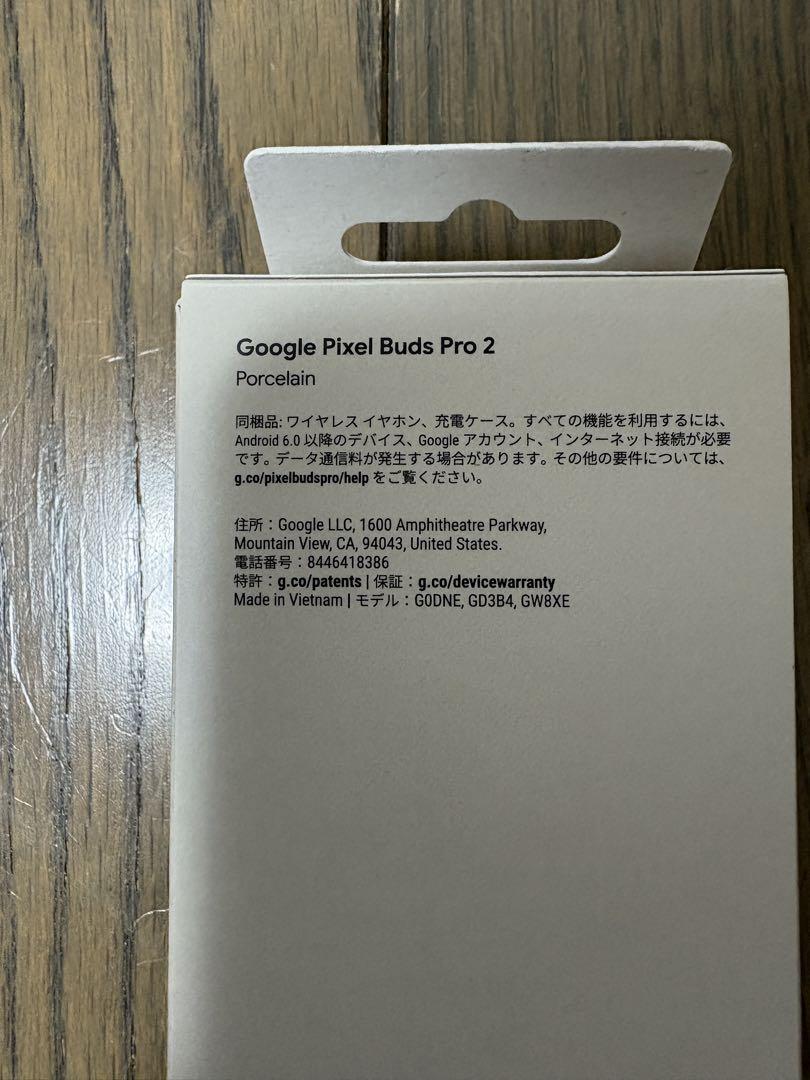 Google Pixel Buds Pro 2
Porcelain
同梱品: ワイヤレス イヤホン、充電ケース。すべての機能を利用するには、
Android 6.0 以降のデバイス、Google アカウント、インターネット接続が必要
です。データ通信料が発生する場合があります。その他の要件については、
g.co/pixelbudspro/help をご覧ください。
住所：Google LLC, 1600 Amphitheatre Parkway,
Mountain View, CA, 94043, United States.
電話番号：8446418386
特許：g.co/patents | 保証：g.co/devicewarranty
Made in Vietnam | モデル：G0DNE, GD3B4, GW8XE